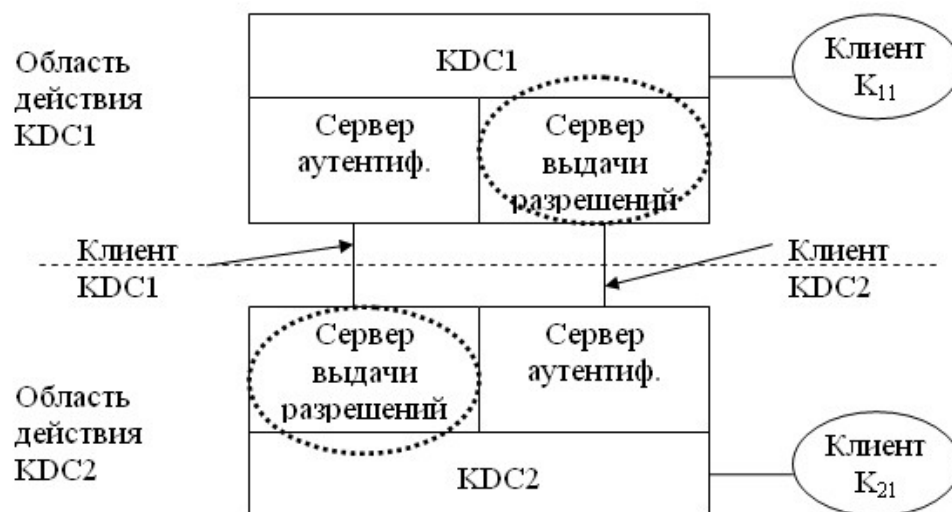 Область
действия
KDC1
KDC1
Клиент
K11
Сервер
аутентиф.
Сервер
выдачи
разрешений
Клиент
KDC1
Клиент
KDC2
Сервер
выдачи
разрешений
Сервер
аутентиф.
Область
действия
KDC2
KDC2
Клиент
K21